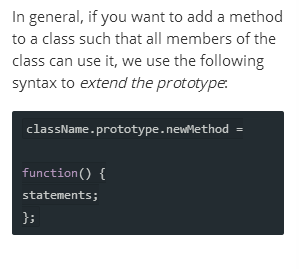 In general, if you want to add a method
to a class such that all members of the
class can use it, we use the following
syntax to extend the prototype:
className.prototype.newMethod =
function() {
statements;
};